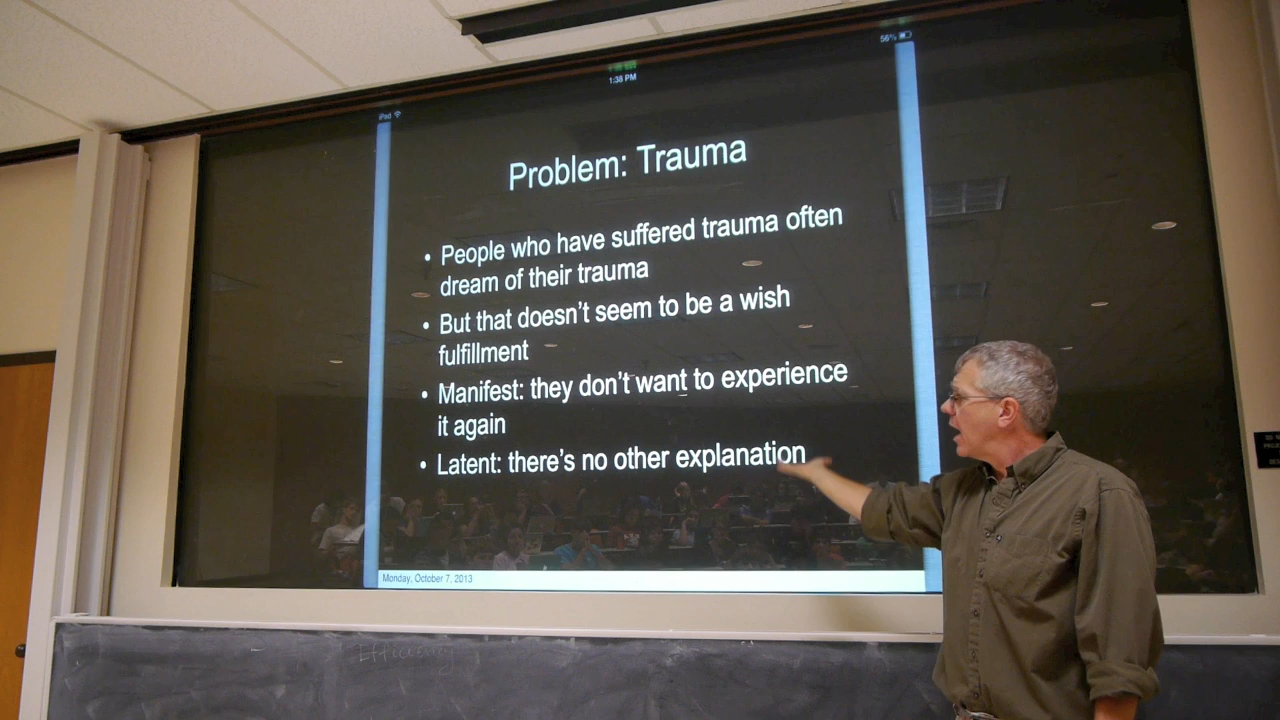 56%
1:38 PM
iPad
Problem: Trauma
• People who have suffered trauma often
dream of their trauma
• But that doesn't seem to be a wish
fulfillment
• Manifest: they don't want to experience
it again
• Latent: there's no other explanation
Monday, October 7, 2013
Efficiency